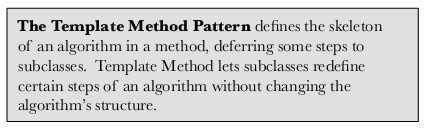 The Template Method Pattern defines the skeleton
of an algorithm in a method, deferring some steps to
subclasses. Template Method lets subclasses redefine
certain steps of an algorithm without changing the
algorithm’s structure.